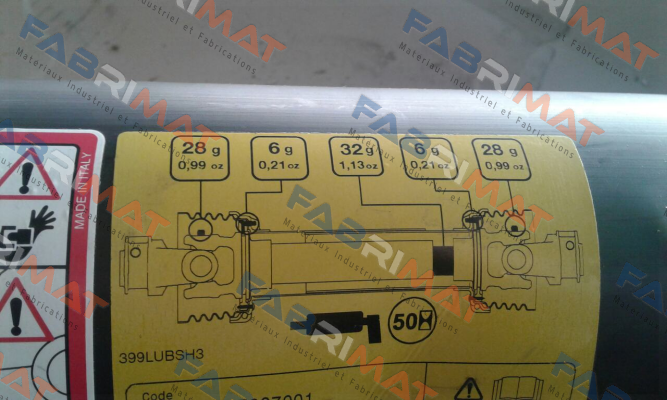 28 g
0,99 oz
6 g
0,21 oz
32 g
1,13 oz
6 g
0,21 oz
28 g
0,99 oz
MADE IN ITALY
50
399LUBSH3
Code
FABRIMAT
Materiaux Industriel et Fabrications